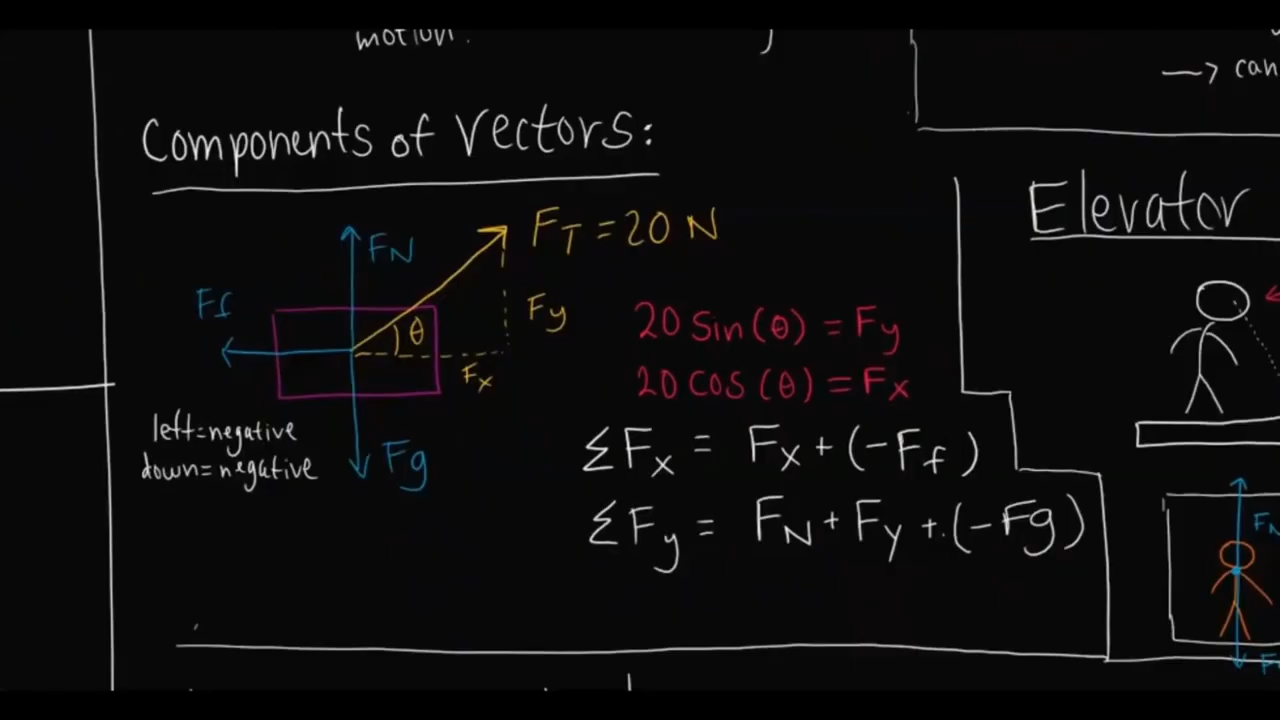 motion.
→ can
Components of Vectors:
Elevator
FN
F_T = 20 N
Ff
θ
Fy
Fx
20 Sin(θ) = Fy
20 COS(θ) = Fx
left=negative
down=negative
Fg
ΣFx = Fx + (-Ff)
ΣFy = FN + Fy + (-Fg)
FN